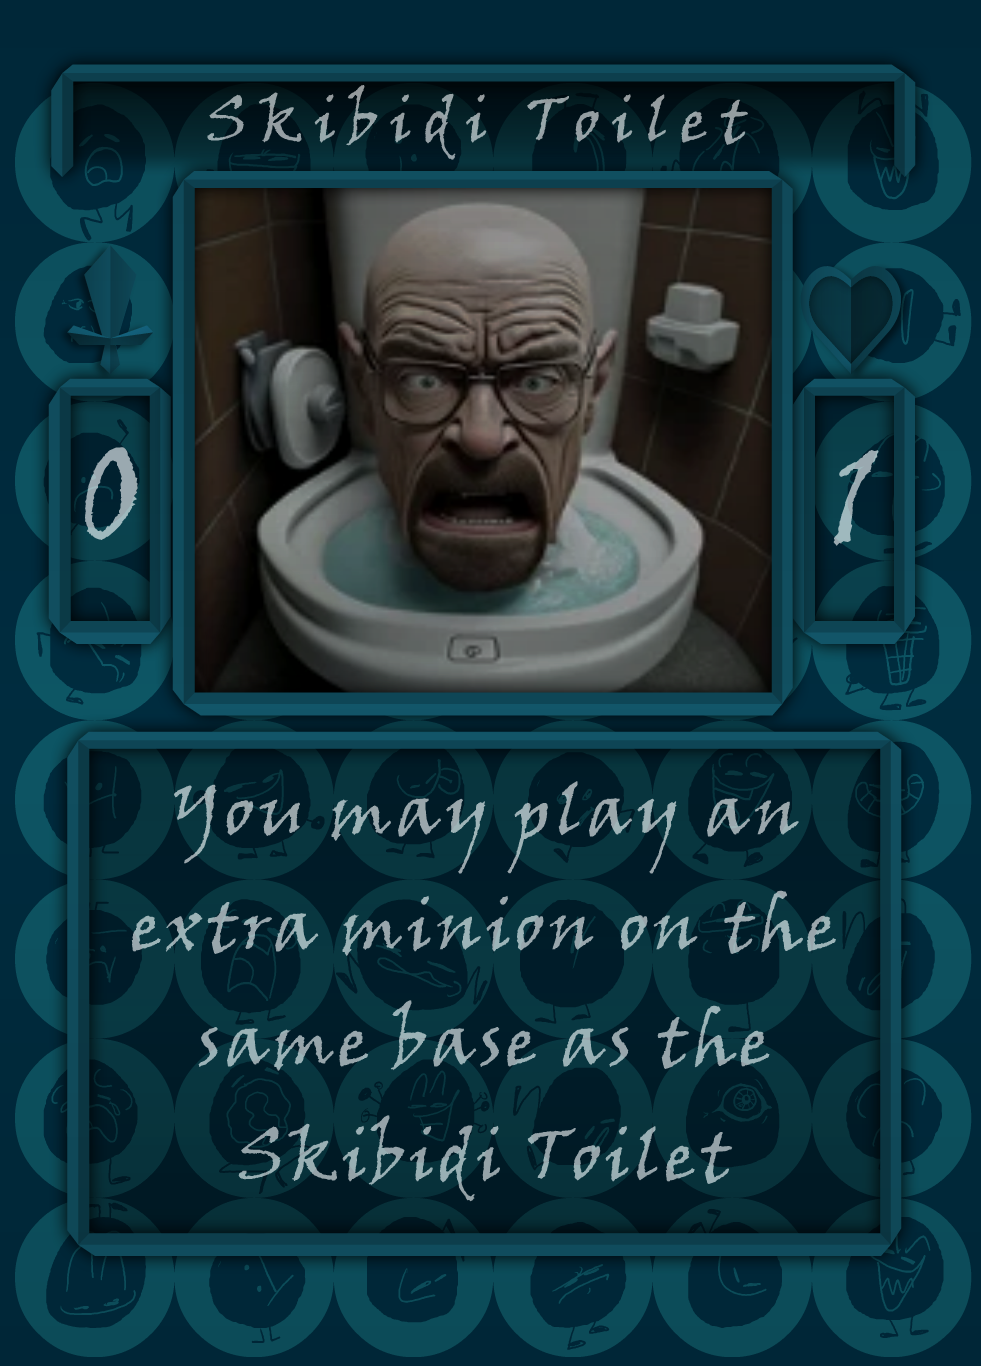 Skibidi Toilet
0
1
You may play an
extra minion on the
same base as the
Skibidi Toilet